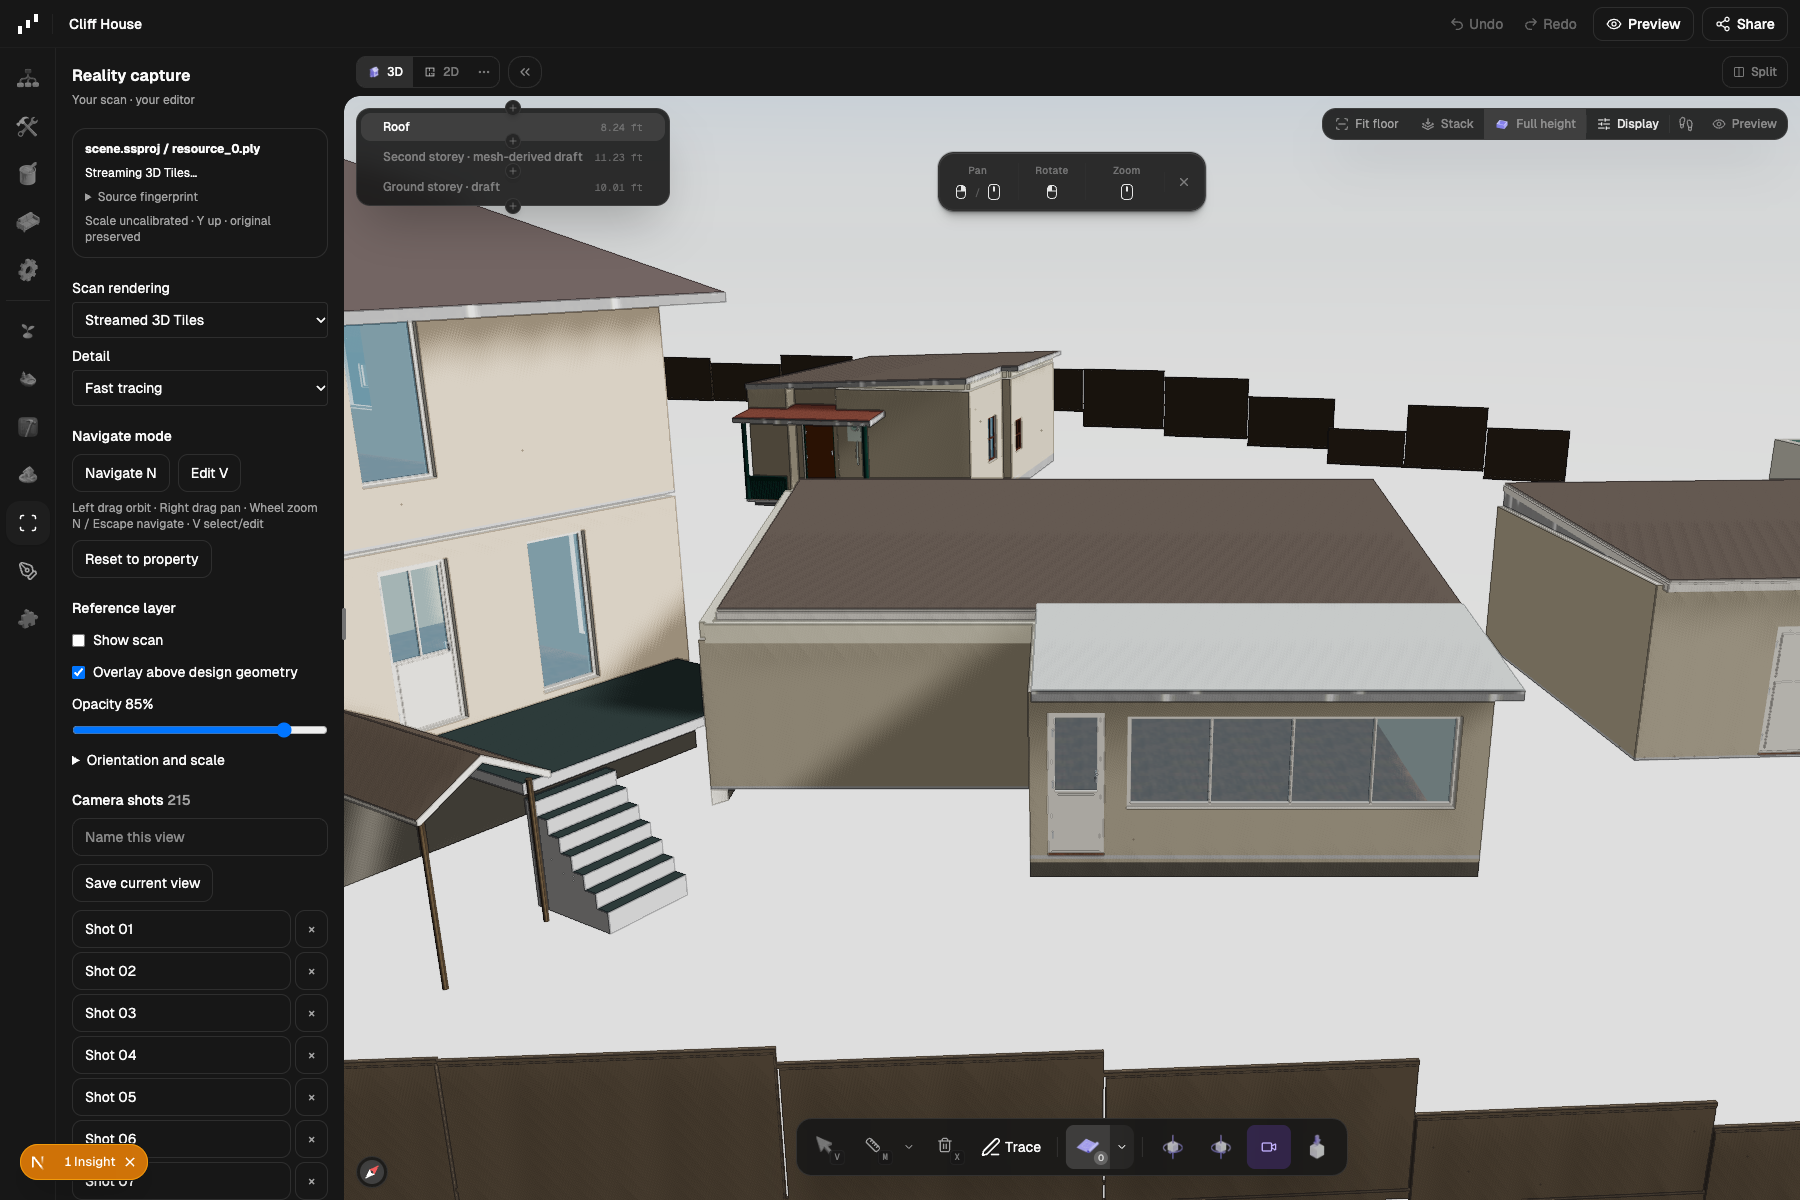 Cliff House
Undo
Redo
Preview
Share
Reality capture
Your scan · your editor
scene.ssproj / resource_0.ply
Streaming 3D Tiles…
Source fingerprint
Scale uncalibrated · Y up · original
preserved
Scan rendering
Streamed 3D Tiles
Detail
Fast tracing
Navigate mode
Navigate N
Edit V
Left drag orbit · Right drag pan · Wheel zoom
N / Escape navigate · V select/edit
Reset to property
Reference layer
Show scan
Overlay above design geometry
Opacity 85%
Orientation and scale
Camera shots 215
Name this view
Save current view
Shot 01 ×
Shot 02 ×
Shot 03 ×
Shot 04 ×
Shot 05 ×
Shot 06 ×
Shot 07 ×
N 1 Insight ×
3D
2D
Split
Roof 8.24 ft
Second storey · mesh-derived draft 11.23 ft
Ground storey · draft 10.01 ft
Fit floor
Stack
Full height
Display
Preview
Pan
Rotate
Zoom
/
V
M
X
Trace
0